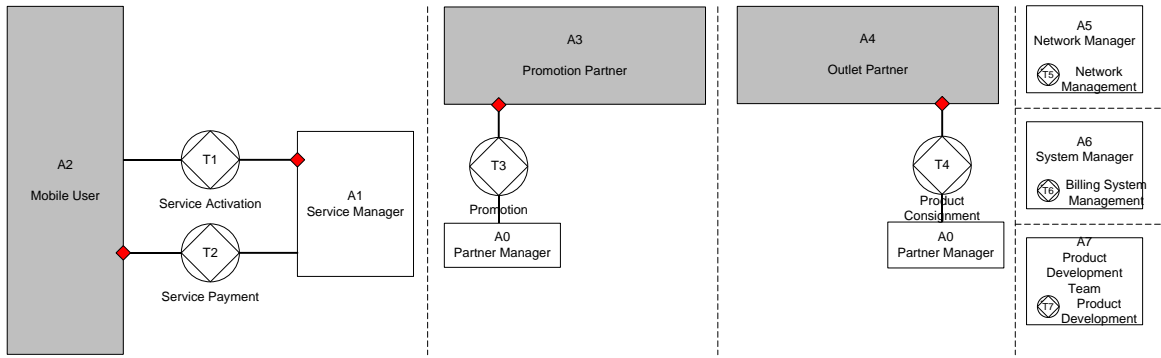 A2
Mobile User
T1
Service Activation
T2
Service Payment
A1
Service Manager
A3
Promotion Partner
T3
Promotion
A0
Partner Manager
A4
Outlet Partner
T4
Product
Consignment
A0
Partner Manager
A5
Network Manager
T5
Network
Management
A6
System Manager
T6
Billing System
Management
A7
Product
Development
Team
T7
Product
Development